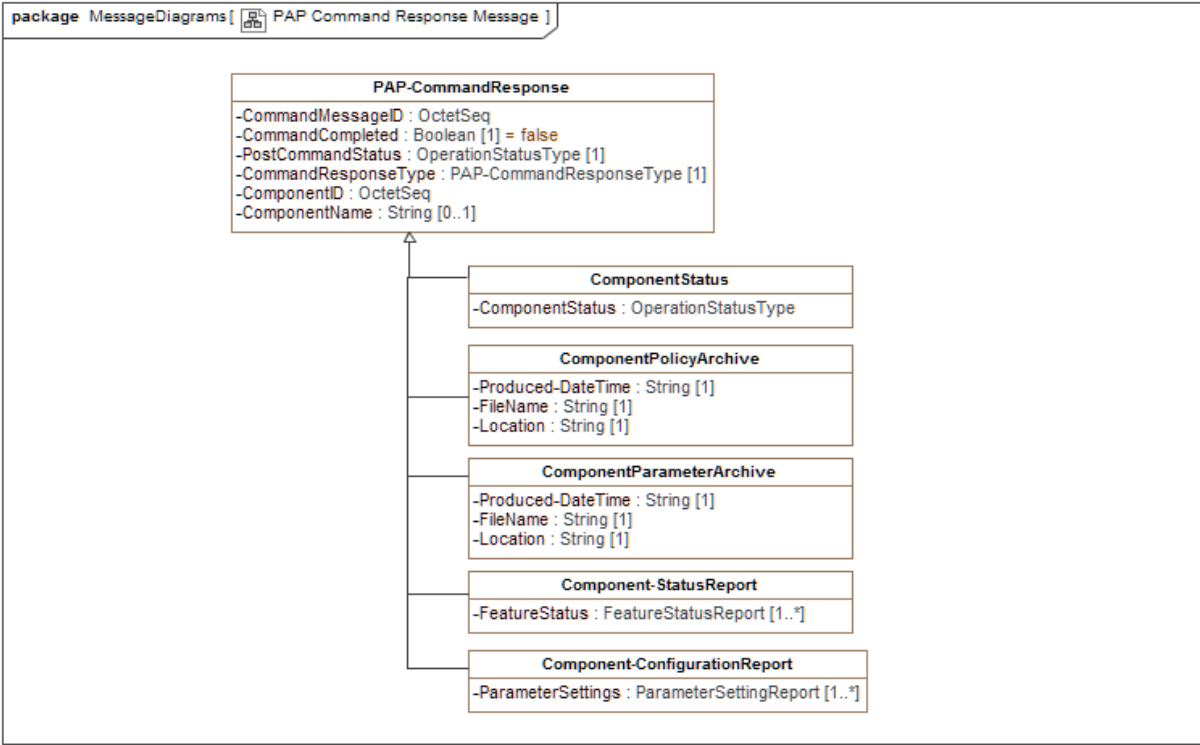 package MessageDiagrams [ PAP Command Response Message ]
PAP-CommandResponse
-CommandMessageID : OctetSeq
-CommandCompleted : Boolean [1] = false
-PostCommandStatus : OperationStatusType [1]
-CommandResponseType : PAP-CommandResponseType [1]
-ComponentID : OctetSeq
-ComponentName : String [0..1]
ComponentStatus
-ComponentStatus : OperationStatusType
ComponentPolicyArchive
-Produced-DateTime : String [1]
-FileName : String [1]
-Location : String [1]
ComponentParameterArchive
-Produced-DateTime : String [1]
-FileName : String [1]
-Location : String [1]
Component-StatusReport
-FeatureStatus : FeatureStatusReport [1..*]
Component-ConfigurationReport
-ParameterSettings : ParameterSettingReport [1..*]